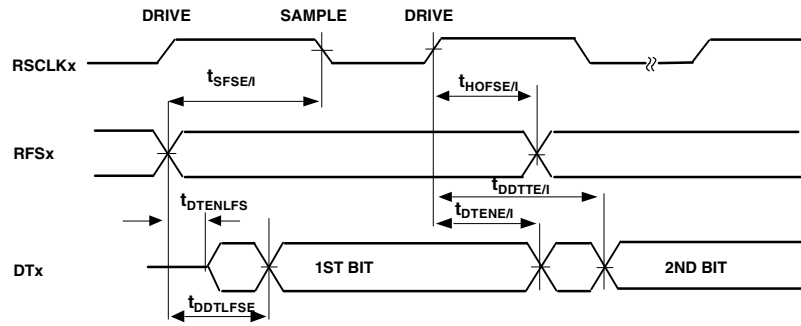 DRIVE SAMPLE DRIVE
RSCLKx
tSFSE/I
tHOFSE/I
RFSx
tDDTTE/I
tDTENLFS
tDTENE/I
DTx
1ST BIT
2ND BIT
tDDTLFSE